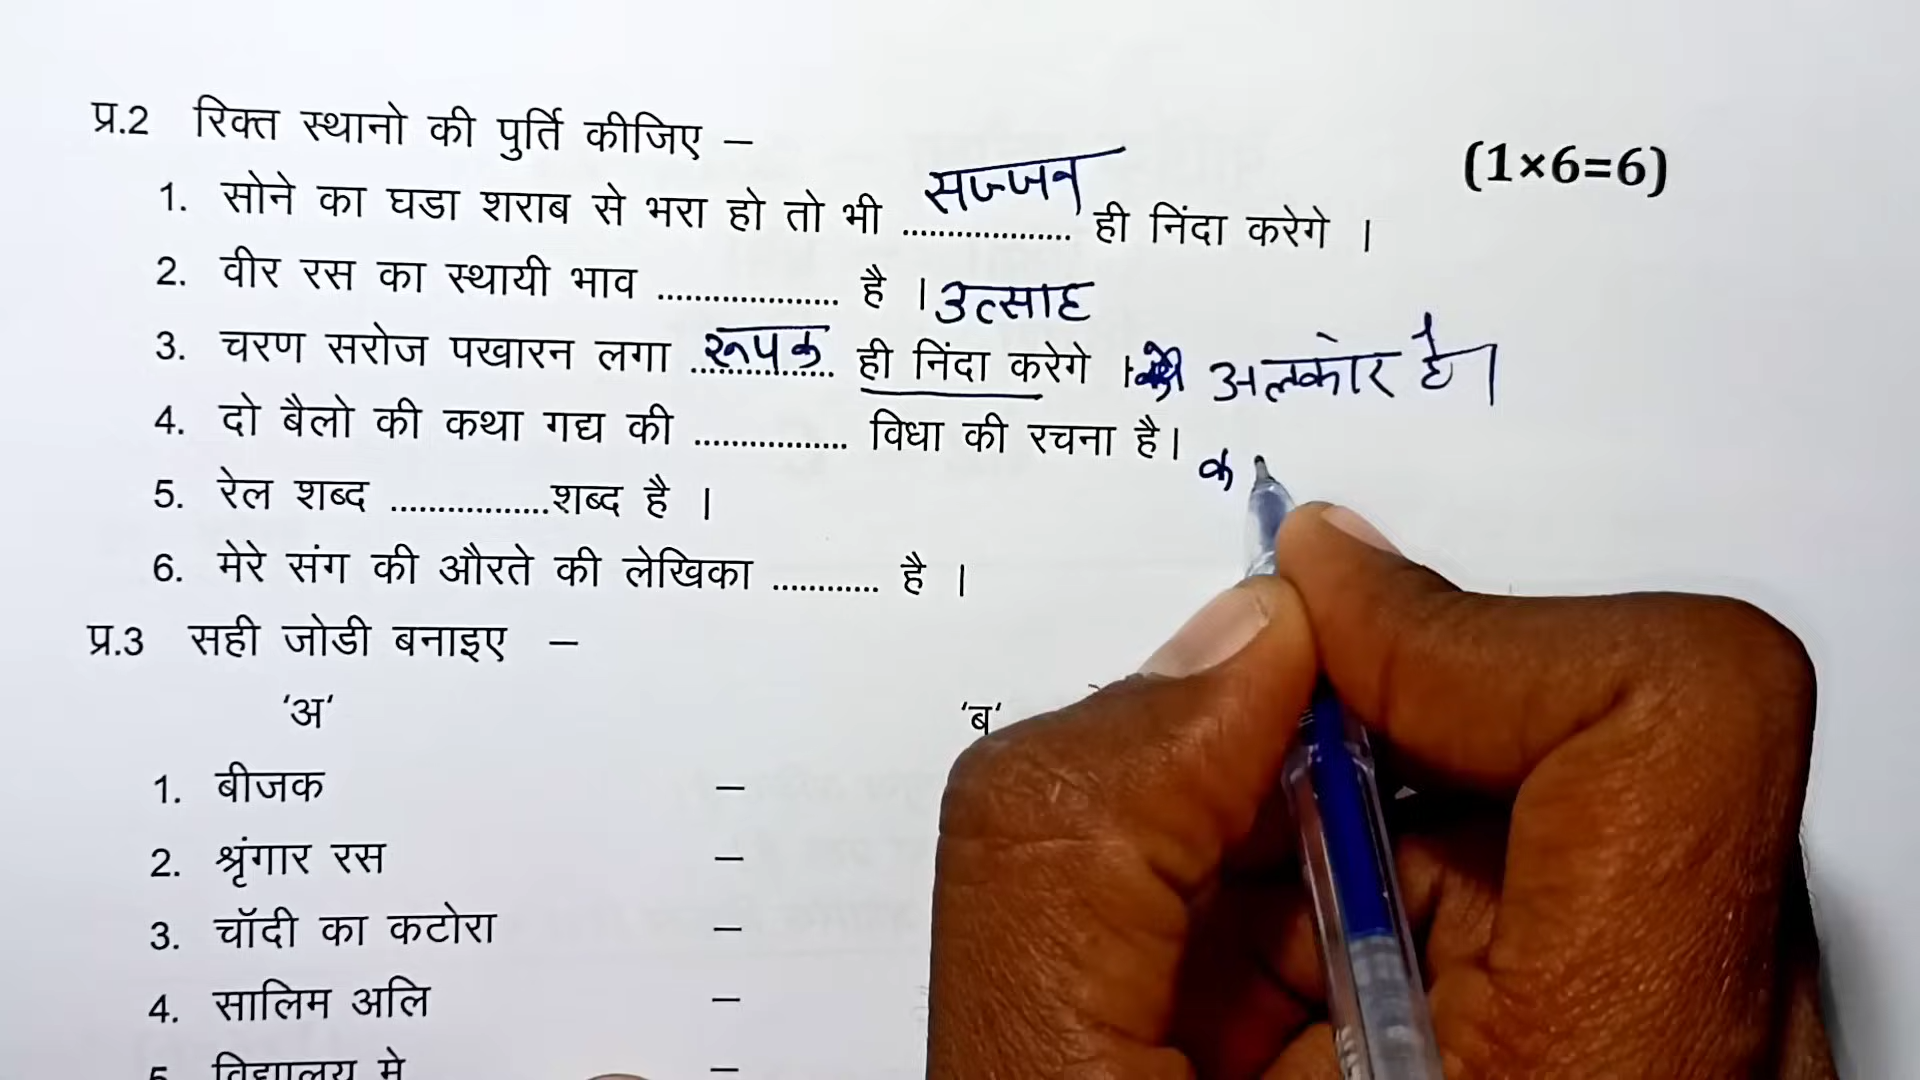 प्र.2 रिक्त स्थानो की पुर्ति कीजिए –
(1×6=6)
1. सोने का घडा शराब से भरा हो तो भी सज्जन ................... ही निंदा करेगे ।
2. वीर रस का स्थायी भाव .................... है । उत्साह
3. चरण सरोज पखारन लगा रूपक ................ ही निंदा करेगे । अलंकार है।
4. दो बैलो की कथा गद्य की ................. विधा की रचना है। क
5. रेल शब्द .................शब्द है ।
6. मेरे संग की औरते की लेखिका ............ है ।
प्र.3 सही जोडी बनाइए –
'अ' 'ब'
1. बीजक –
2. श्रृंगार रस –
3. चॉदी का कटोरा –
4. सालिम अलि –
5. विद्यालय मे –